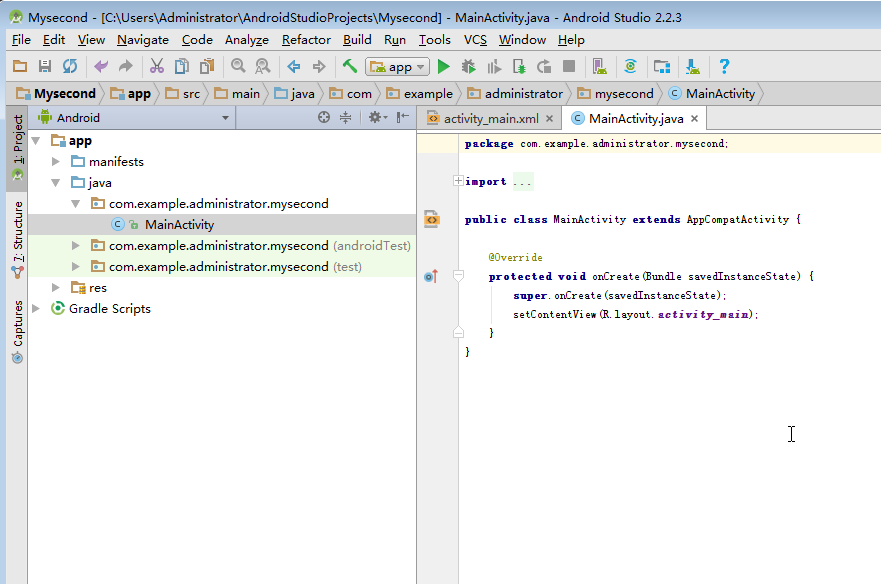 Mysecond - [C:\Users\Administrator\AndroidStudioProjects\Mysecond] - MainActivity.java - Android Studio 2.2.3
File Edit View Navigate Code Analyze Refactor Build Run Tools VCS Window Help
app
Mysecond app src main java com example administrator mysecond MainActivity
1: Project
7: Structure
Captures
Android
app
manifests
java
com.example.administrator.mysecond
MainActivity
com.example.administrator.mysecond (androidTest)
com.example.administrator.mysecond (test)
res
Gradle Scripts
activity_main.xml MainActivity.java
package com.example.administrator.mysecond;
import ...
public class MainActivity extends AppCompatActivity {
@Override
protected void onCreate(Bundle savedInstanceState) {
super.onCreate(savedInstanceState);
setContentView(R.layout.activity_main);
}
}